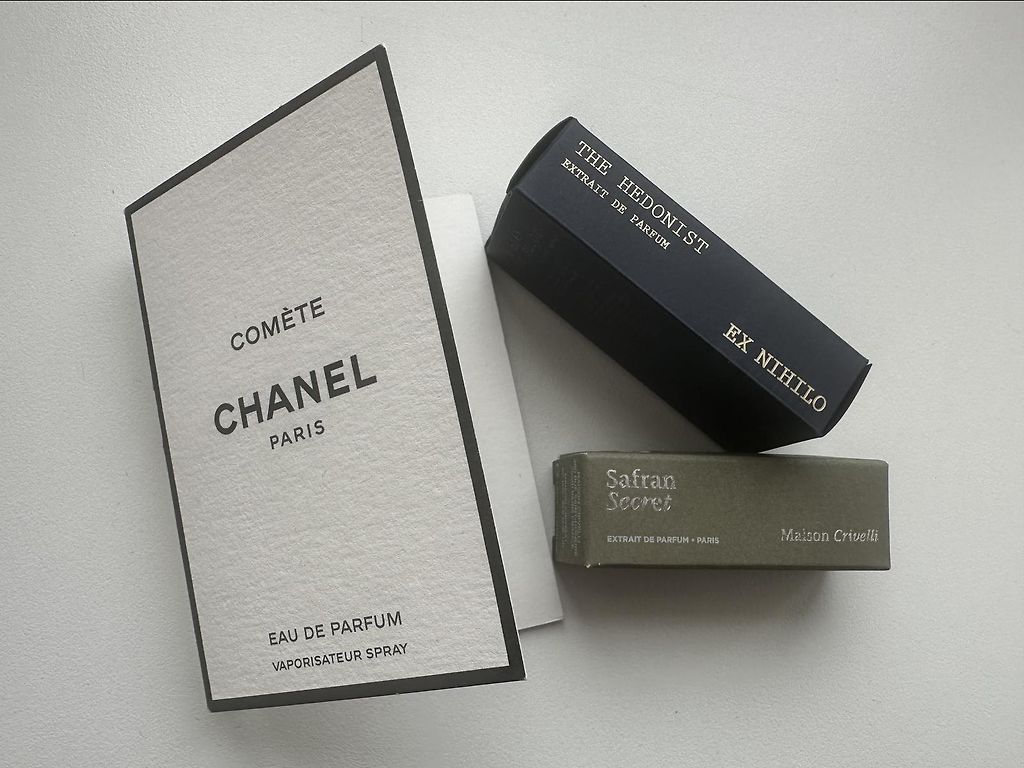 COMÈTE
CHANEL
PARIS
EAU DE PARFUM
VAPORISATEUR SPRAY
THE HEDONIST
EXTRAIT DE PARFUM
EX NIHILO
Safran
Secret
EXTRAIT DE PARFUM • PARIS
Maison Crivelli